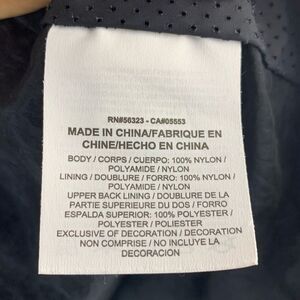 RN#56323 - CA#05553
MADE IN CHINA/FABRIQUE EN
CHINE/HECHO EN CHINA
BODY / CORPS / CUERPO: 100% NYLON /
POLYAMIDE / NYLON
LINING / DOUBLURE / FORRO: 100% NYLON /
POLYAMIDE / NYLON
UPPER BACK LINING / DOUBLURE DE LA
PARTIE SUPERIEURE DU DOS / FORRO
ESPALDA SUPERIOR: 100% POLYESTER /
POLYESTER / POLIESTER
EXCLUSIVE OF DECORATION / DECORATION
NON COMPRISE / NO INCLUYE LA
DECORACION